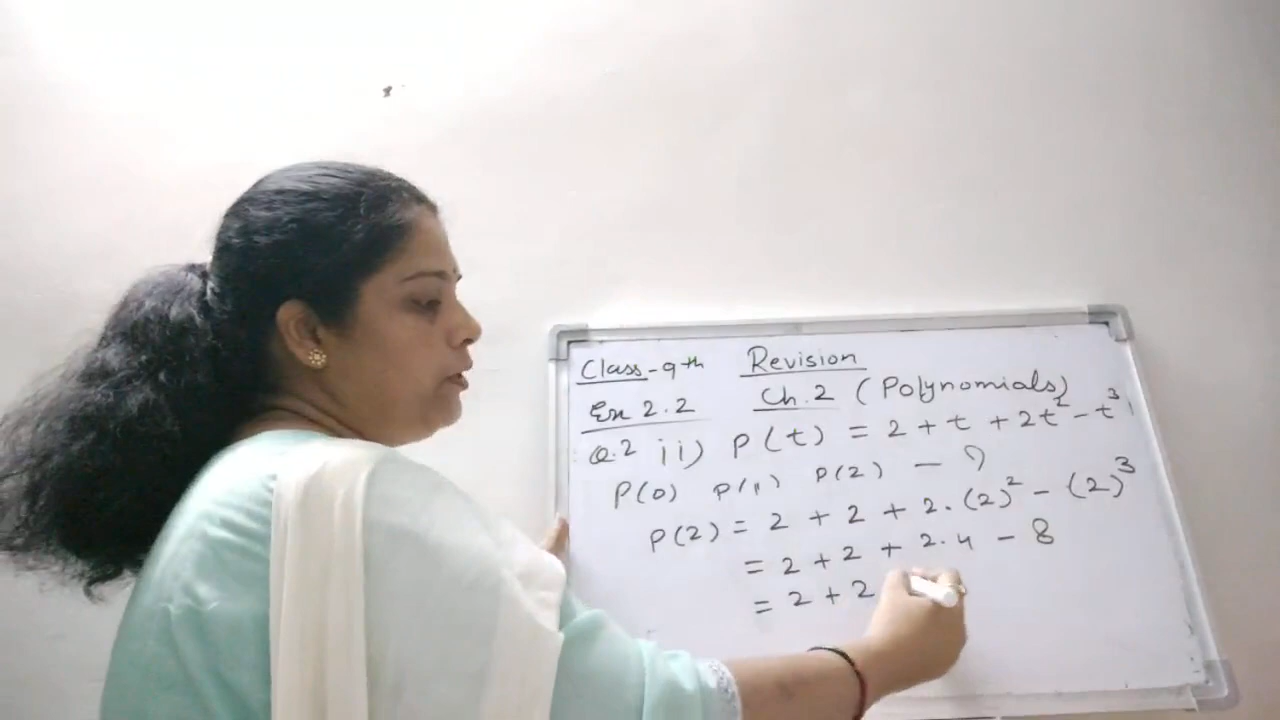 Class-9th Revision
Ex 2.2 Ch.2 (Polynomials)
Q.2 ii) P(t) = 2 + t + 2t² - t³
P(0) P(1) P(2) - ?
P(2) = 2 + 2 + 2.(2)² - (2)³
= 2 + 2 + 2.4 - 8
= 2 + 2